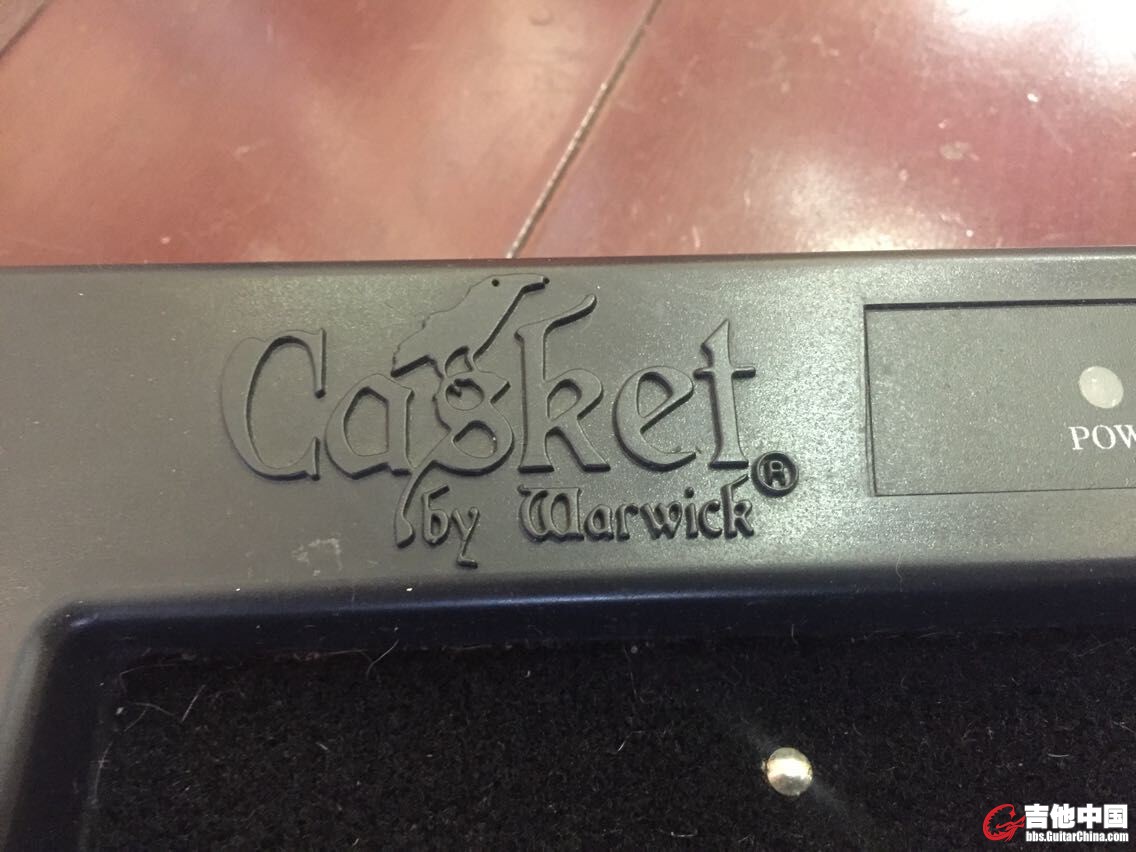 Casket
by Warwick ®
POW
吉他中国
bbs.GuitarChina.com